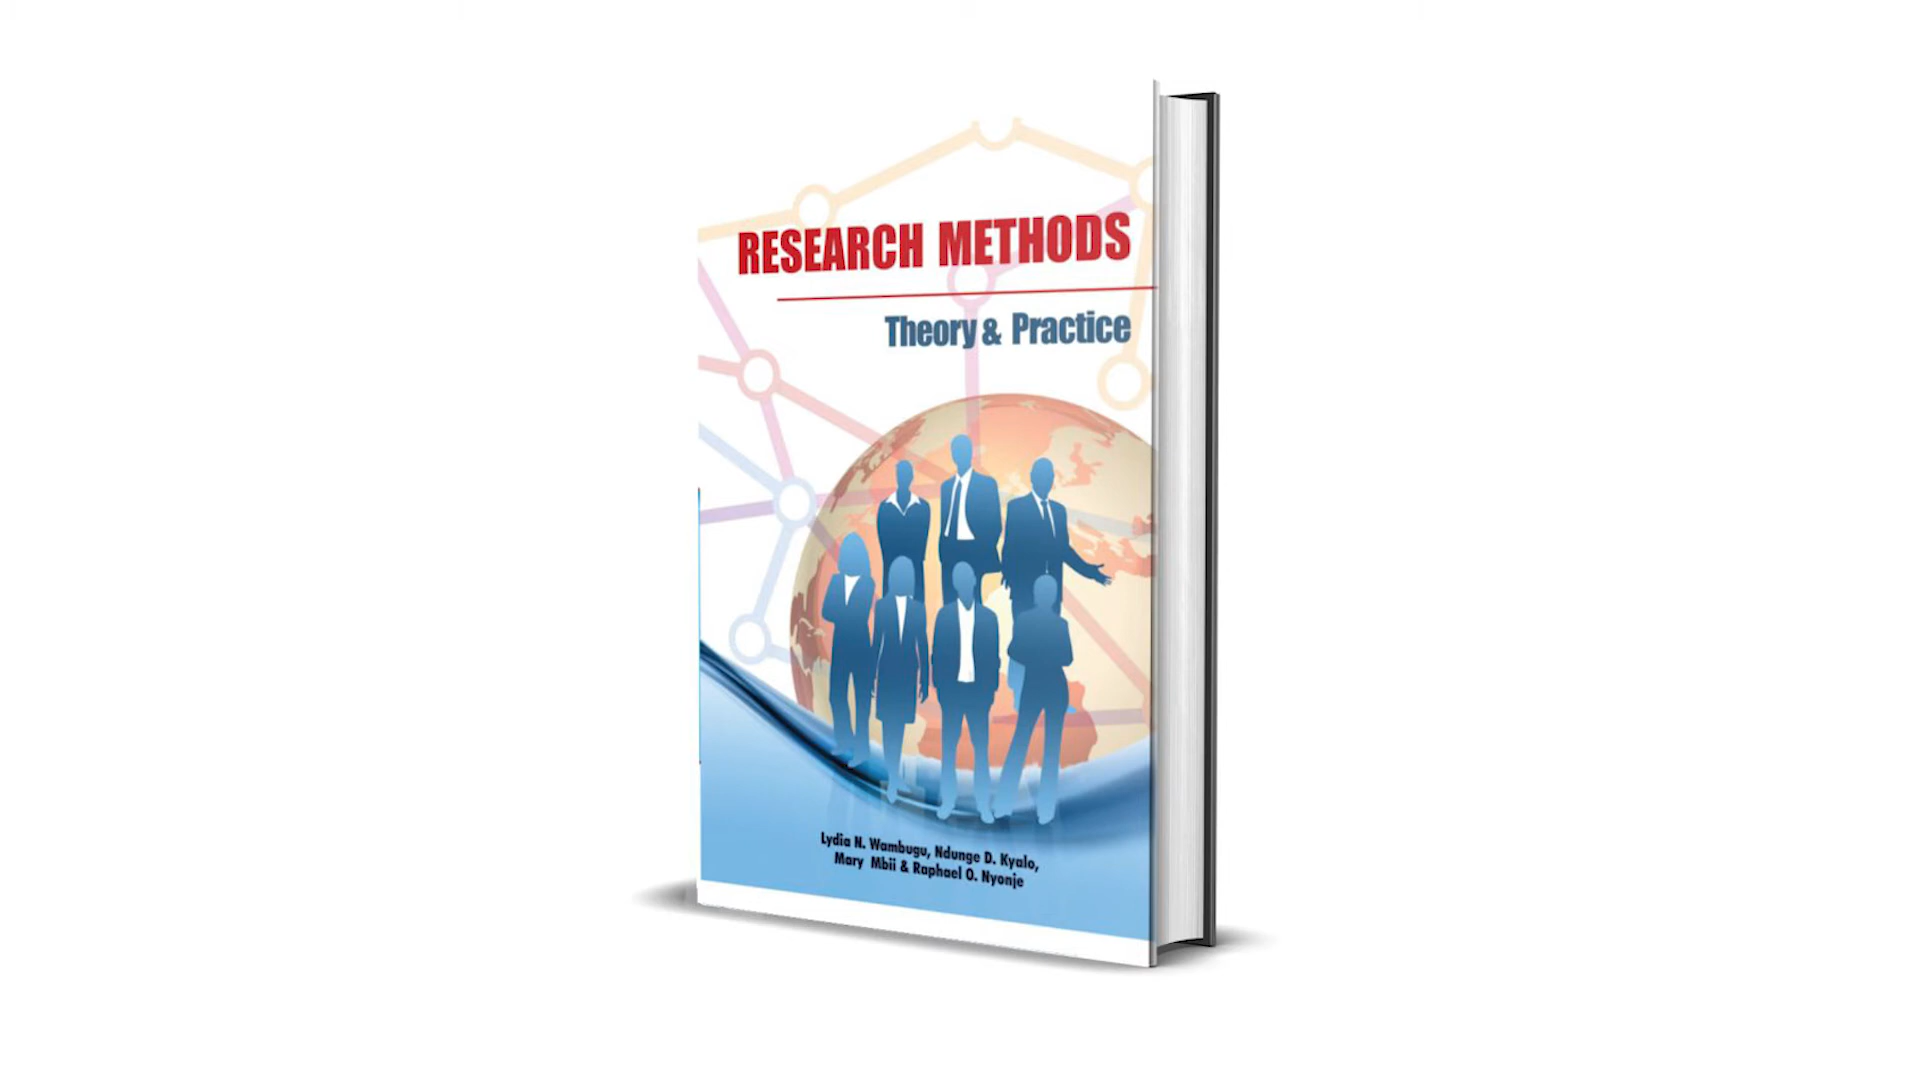 RESEARCH METHODS
Theory & Practice
Lydia N. Wambugu, Ndunge D. Kyalo,
Mary Mbii & Raphael O. Nyonje